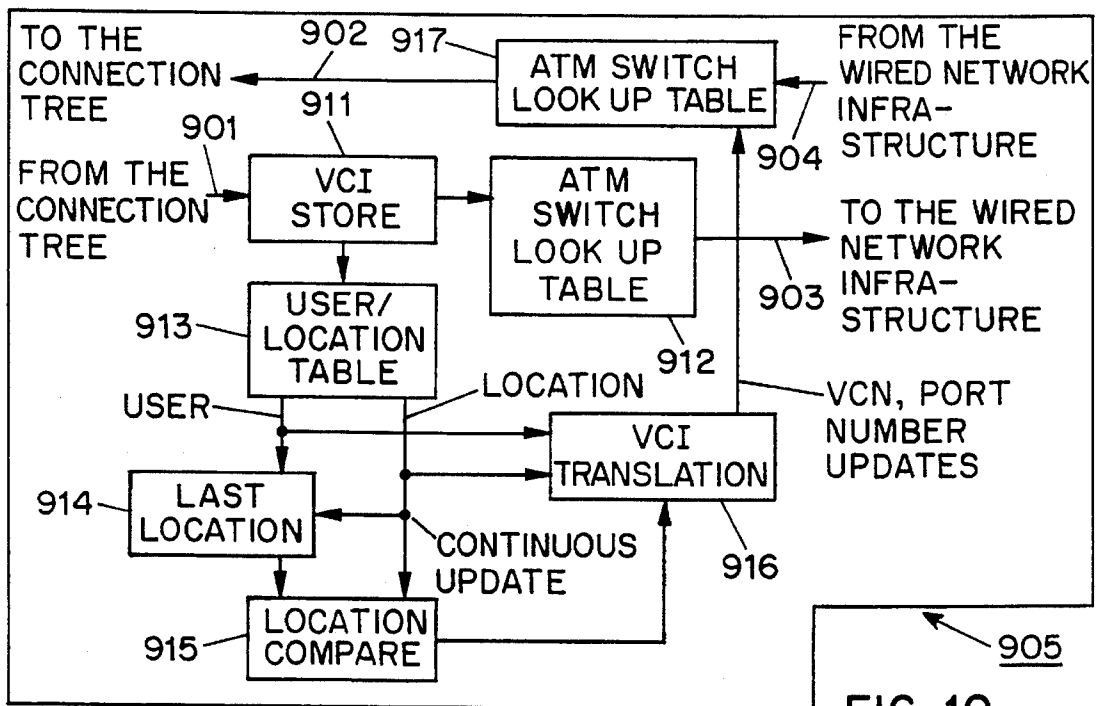 TO THE
CONNECTION
TREE
902
917
ATM SWITCH
LOOK UP TABLE
FROM THE
WIRED NETWORK
INFRA-
STRUCTURE
904
901
911
FROM THE
CONNECTION
TREE
VCI
STORE
ATM
SWITCH
LOOK UP
TABLE
TO THE WIRED
NETWORK
INFRA-
STRUCTURE
903
912
913
USER/
LOCATION
TABLE
USER
LOCATION
VCN, PORT
NUMBER
UPDATES
VCI
TRANSLATION
916
914
LAST
LOCATION
CONTINUOUS
UPDATE
915
LOCATION
COMPARE
905